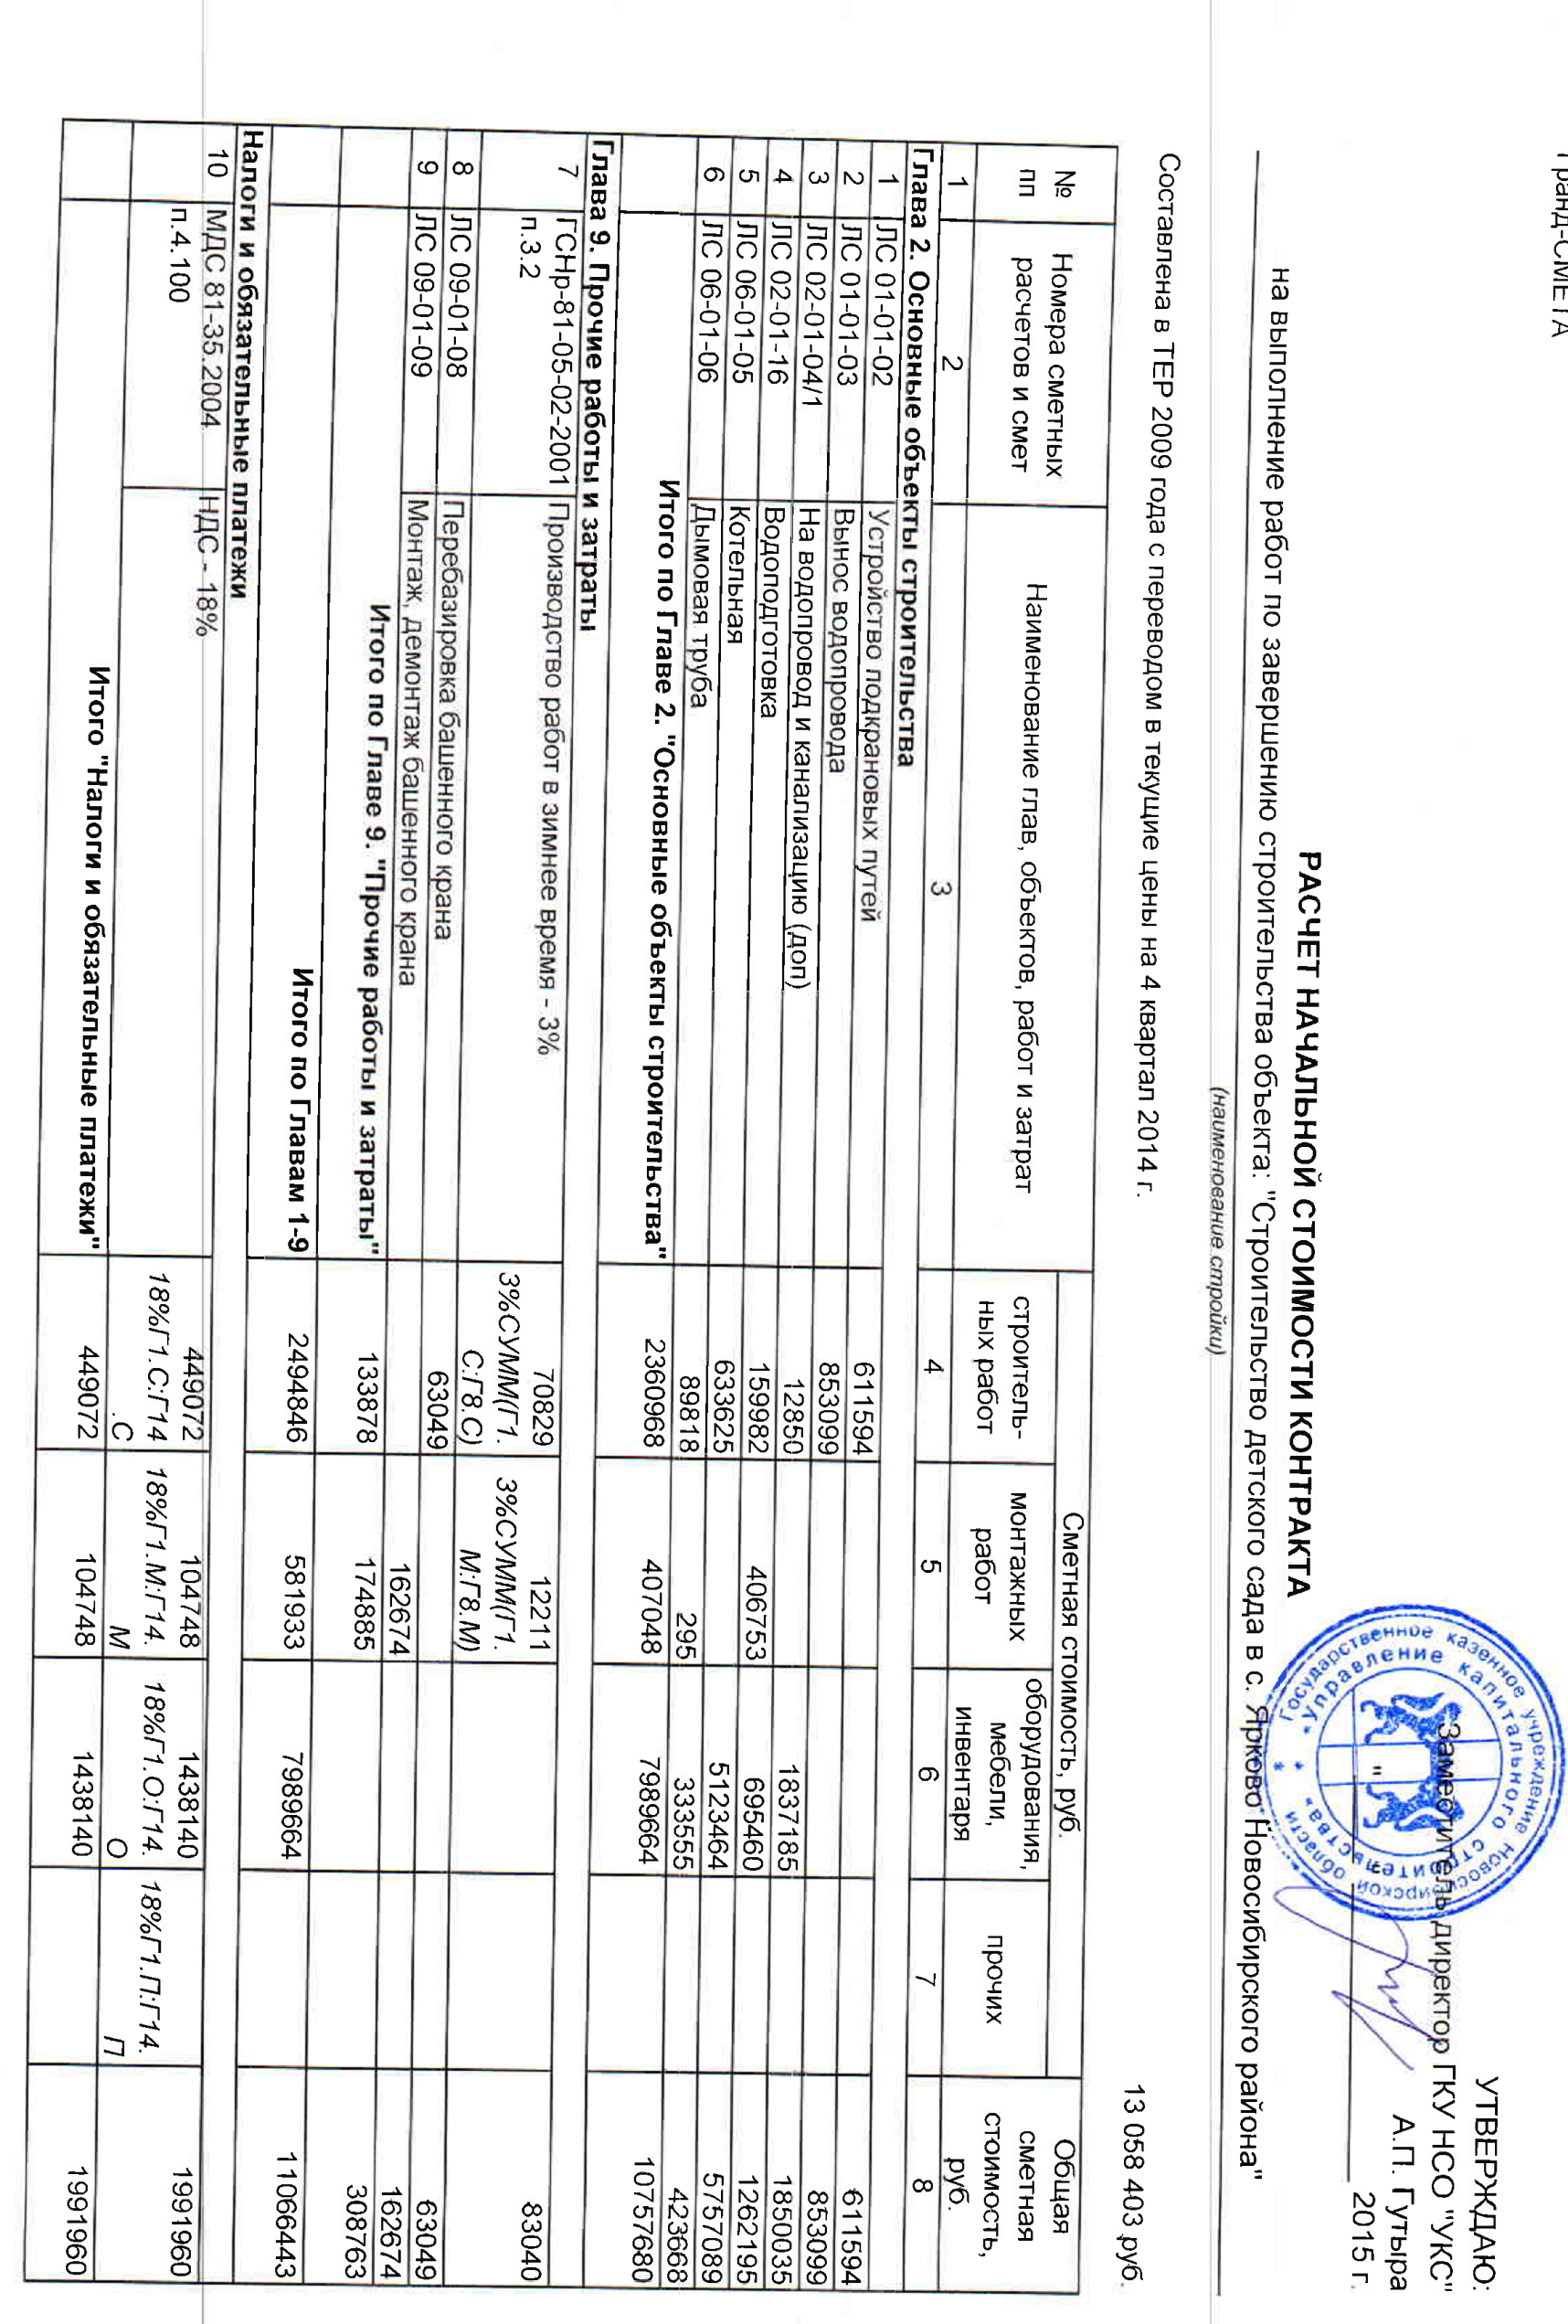 Гранд-СМЕТА
УТВЕРЖДАЮ:
Заместитель директор ГКУ НСО "УКС"
А.П. Гутыра
" " 2015 г.
Государственное казенное учреждение Новосибирской области *
«Управление капитального строительства» *
РАСЧЕТ НАЧАЛЬНОЙ СТОИМОСТИ КОНТРАКТА
на выполнение работ по завершению строительства объекта: "Строительство детского сада в с. Ярково Новосибирского района"
(наименование стройки)
13 058 403 руб.
Составлена в ТЕР 2009 года с переводом в текущие цены на 4 квартал 2014 г.
№ пп | Номера сметных расчетов и смет | Наименование глав, объектов, работ и затрат | Сметная стоимость, руб. | Общая сметная стоимость, руб.
строитель-ных работ | монтажных работ | оборудования, мебели, инвентаря | прочих
1 | 2 | 3 | 4 | 5 | 6 | 7 | 8
Глава 2. Основные объекты строительства
1 | ЛС 01-01-02 | Устройство подкрановых путей | 611594 | | | | 611594
2 | ЛС 01-01-03 | Вынос водопровода | 853099 | | | | 853099
3 | ЛС 02-01-04/1 | На водопровод и канализацию (доп) | 12850 | | 1837185 | | 1850035
4 | ЛС 02-01-16 | Водоподготовка | 159982 | 406753 | 695460 | | 1262195
5 | ЛС 06-01-05 | Котельная | 633625 | | 5123464 | | 5757089
6 | ЛС 06-01-06 | Дымовая труба | 89818 | 295 | 333555 | | 423668
Итого по Главе 2. "Основные объекты строительства" | 2360968 | 407048 | 7989664 | | 10757680
Глава 9. Прочие работы и затраты
7 | ГСНр-81-05-02-2001 п.3.2 | Производство работ в зимнее время - 3% | 70829 | 12211 | | | 83040
3%СУММ(Г1.С:Г8.С) | 3%СУММ(Г1.М:Г8.М)
8 | ЛС 09-01-08 | Перебазировка башенного крана | 63049 | | | | 63049
9 | ЛС 09-01-09 | Монтаж, демонтаж башенного крана | | 162674 | | | 162674
Итого по Главе 9. "Прочие работы и затраты" | 133878 | 174885 | | | 308763
Итого по Главам 1-9 | 2494846 | 581933 | 7989664 | | 11066443
Налоги и обязательные платежи
10 | МДС 81-35.2004 п.4.100 | НДС - 18% | 449072 | 104748 | 1438140 | | 1991960
18%Г1.С:Г14.С | 18%Г1.М:Г14.М | 18%Г1.О:Г14.О | 18%Г1.П:Г14.П
Итого "Налоги и обязательные платежи" | 449072 | 104748 | 1438140 | | 1991960